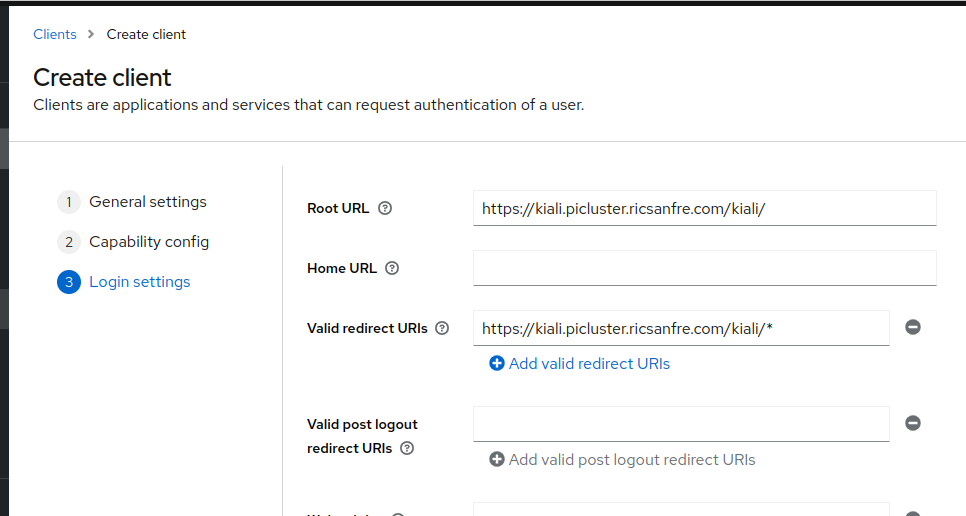 Clients > Create client
Create client
Clients are applications and services that can request authentication of a user.
1 General settings
2 Capability config
3 Login settings
Root URL ? https://kiali.picluster.ricsanfre.com/kiali/
Home URL ?
Valid redirect URIs ? https://kiali.picluster.ricsanfre.com/kiali/*
Add valid redirect URIs
Valid post logout
redirect URIs ?
Add valid post logout redirect URIs